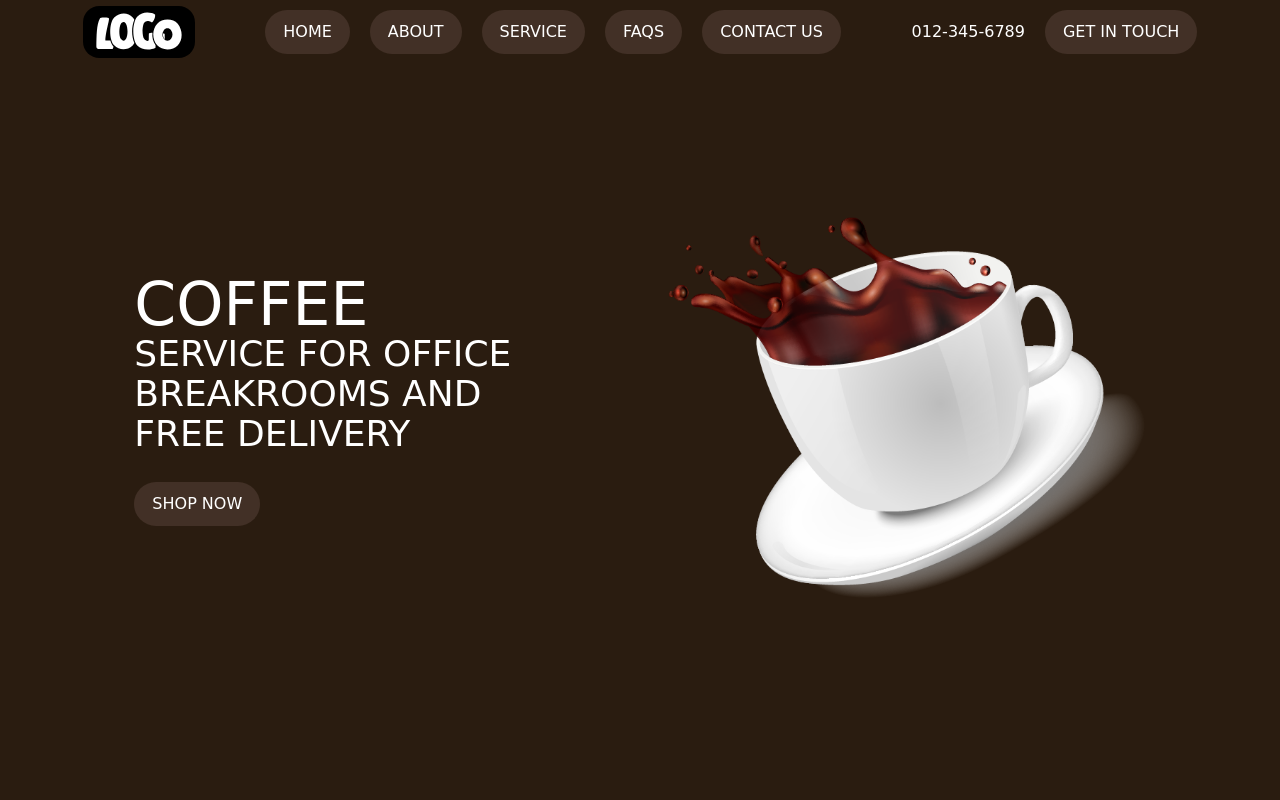 LOGO
HOME
ABOUT
SERVICE
FAQS
CONTACT US
012-345-6789
GET IN TOUCH
COFFEE
SERVICE FOR OFFICE
BREAKROOMS AND
FREE DELIVERY
SHOP NOW